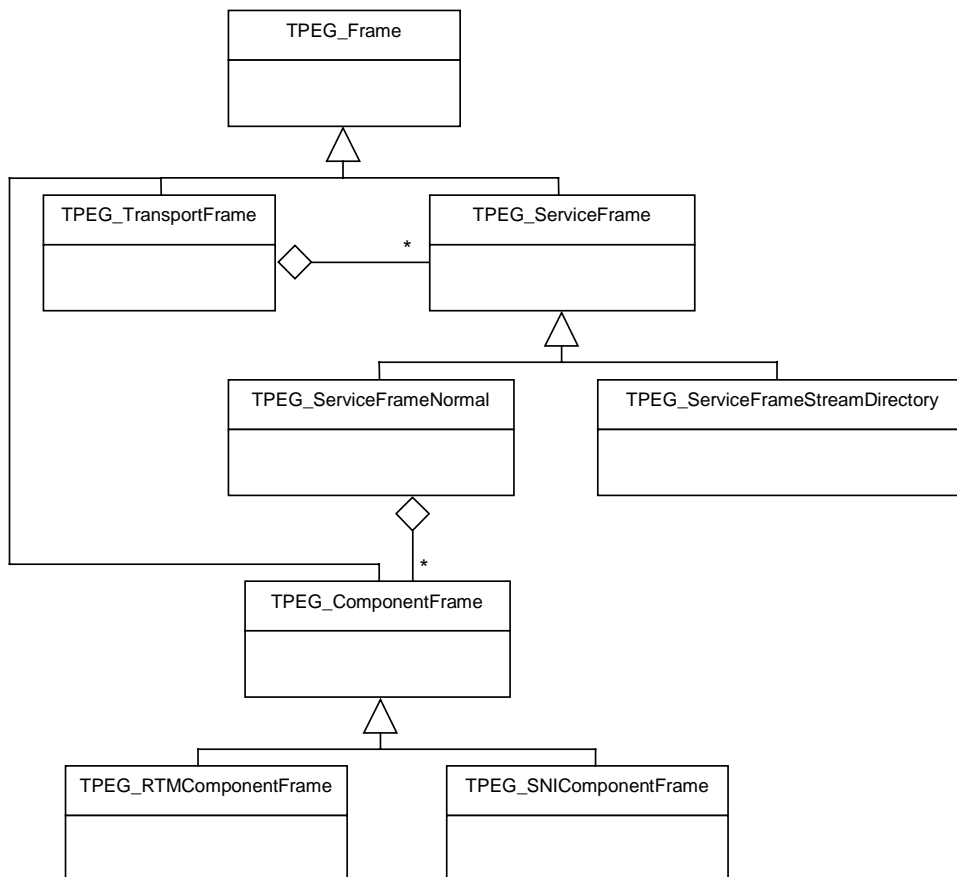 TPEG_Frame
TPEG_TransportFrame
TPEG_ServiceFrame
*
TPEG_ServiceFrameNormal
TPEG_ServiceFrameStreamDirectory
*
TPEG_ComponentFrame
TPEG_RTMComponentFrame
TPEG_SNIComponentFrame